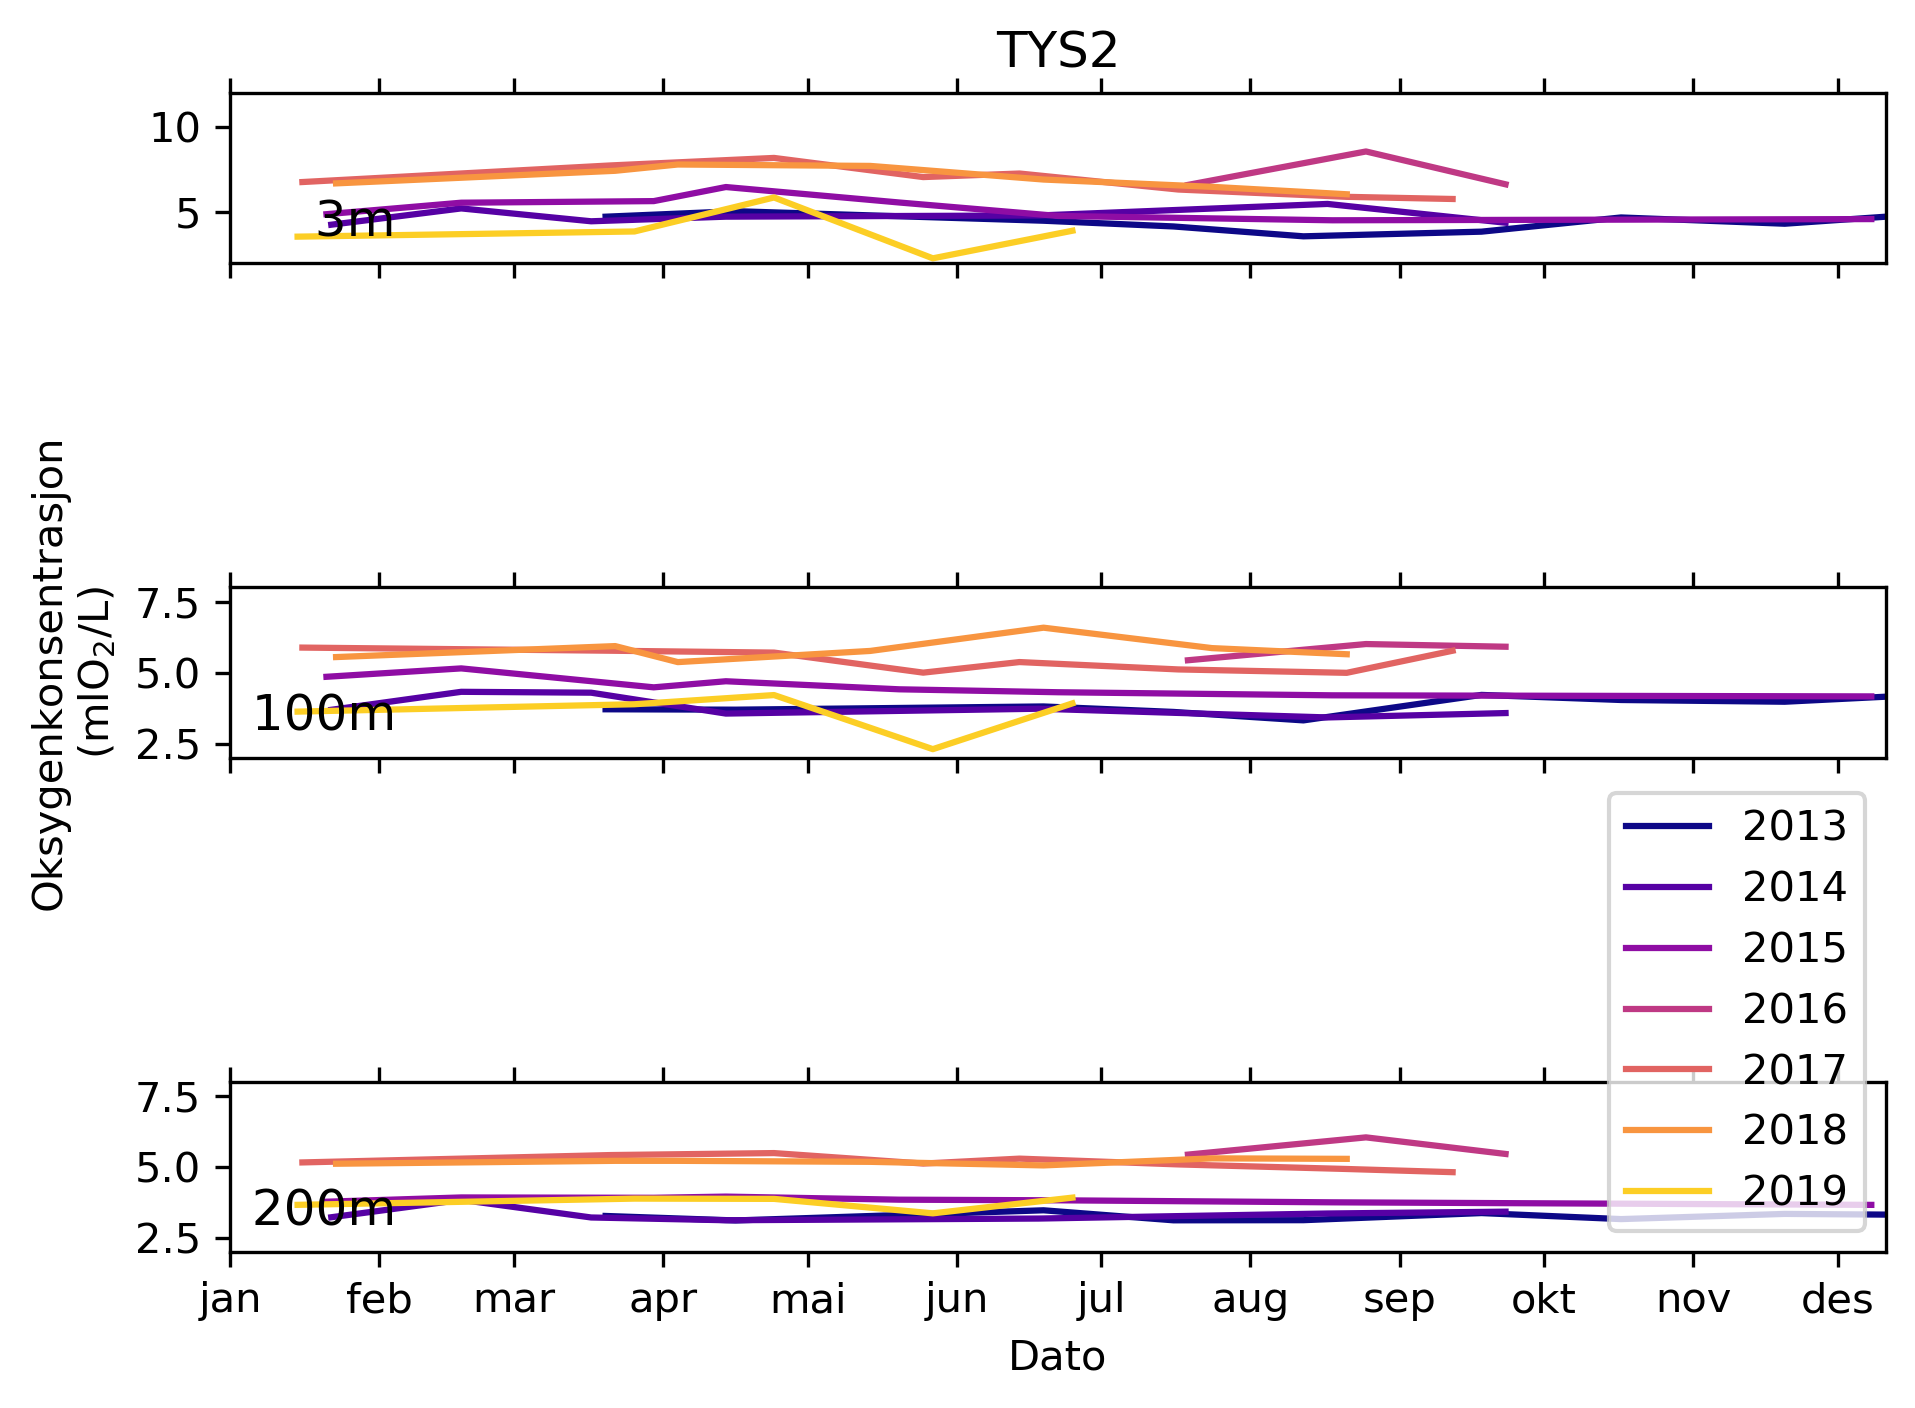 TYS2
10
5
3m
Oksygenkonsentrasjon
(mlO₂/L)
7.5
5.0
2.5
100m
2013
2014
2015
2016
2017
2018
2019
7.5
5.0
2.5
200m
jan feb mar apr mai jun jul aug sep okt nov des
Dato